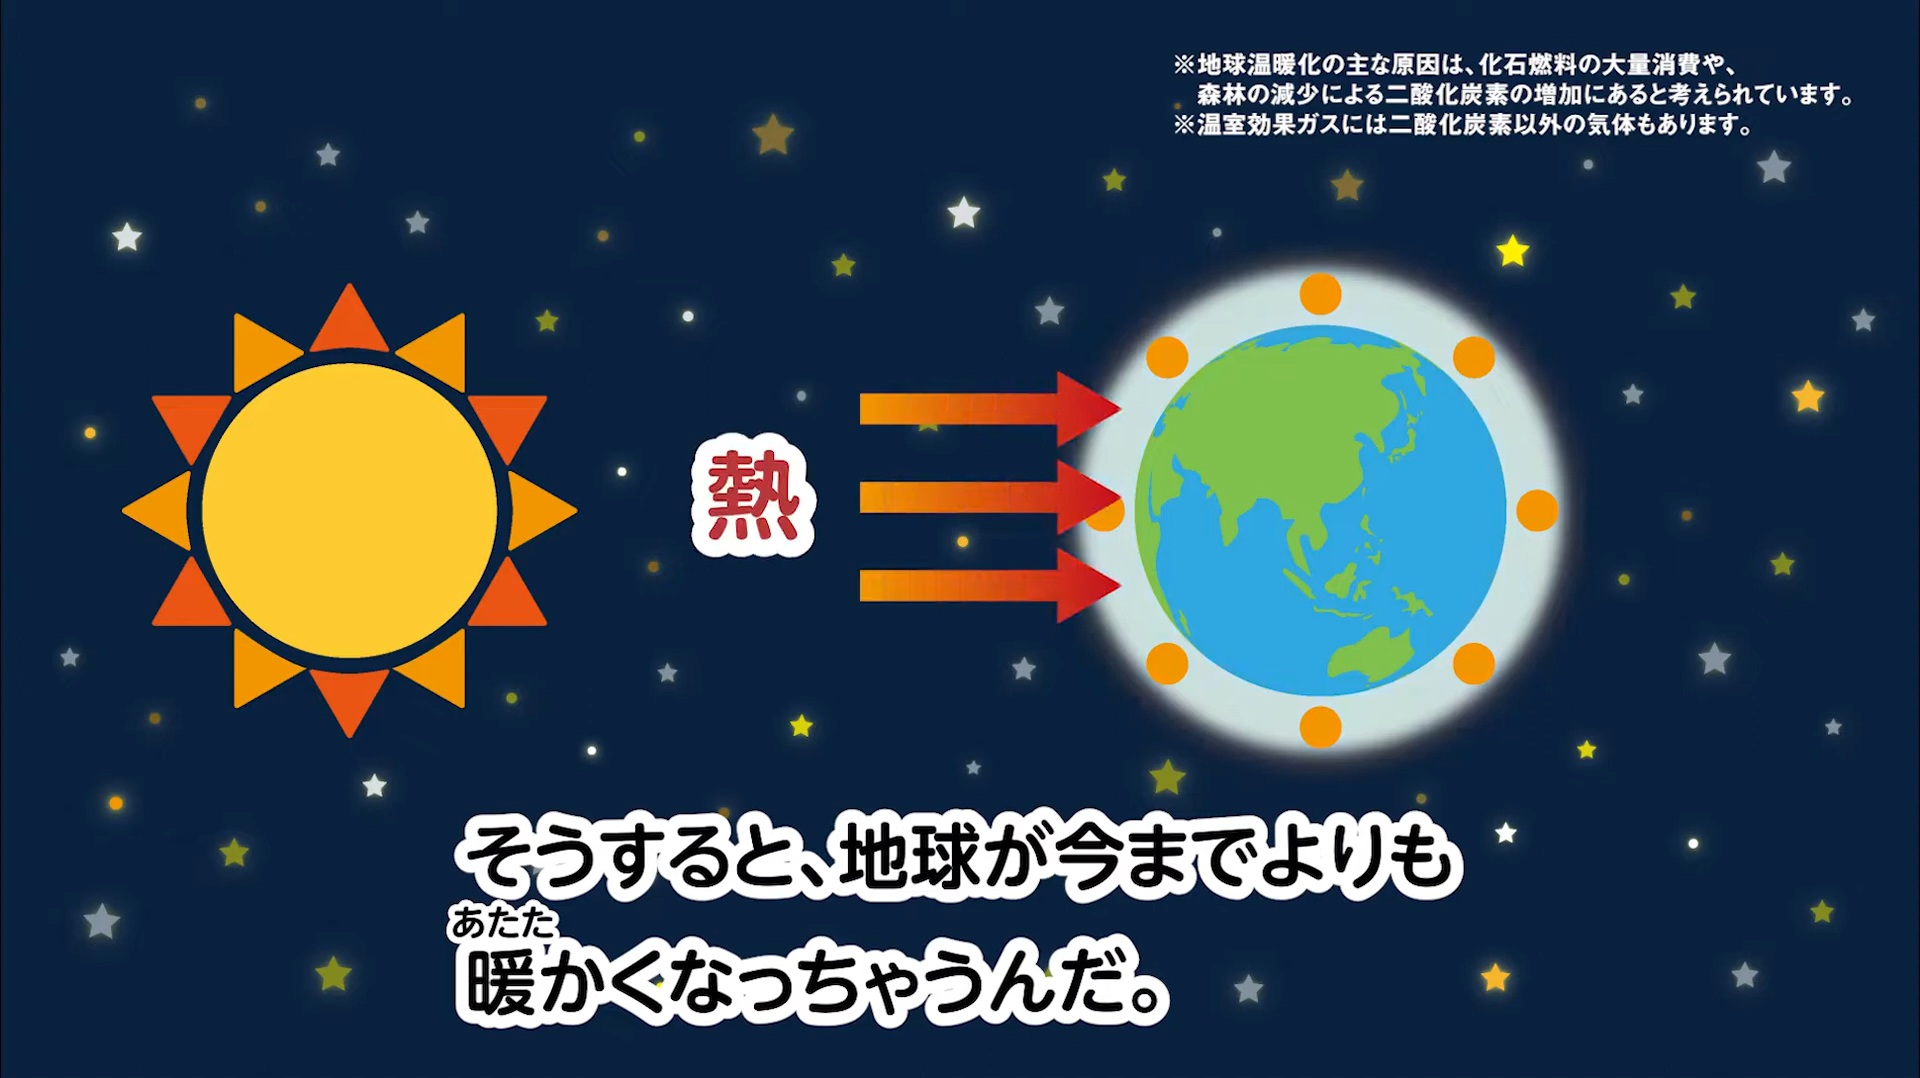 ※地球温暖化の主な原因は、化石燃料の大量消費や、
森林の減少による二酸化炭素の増加にあると考えられています。
※温室効果ガスには二酸化炭素以外の気体もあります。
熱
そうすると、地球が今までよりも
あたた
暖かくなっちゃうんだ。